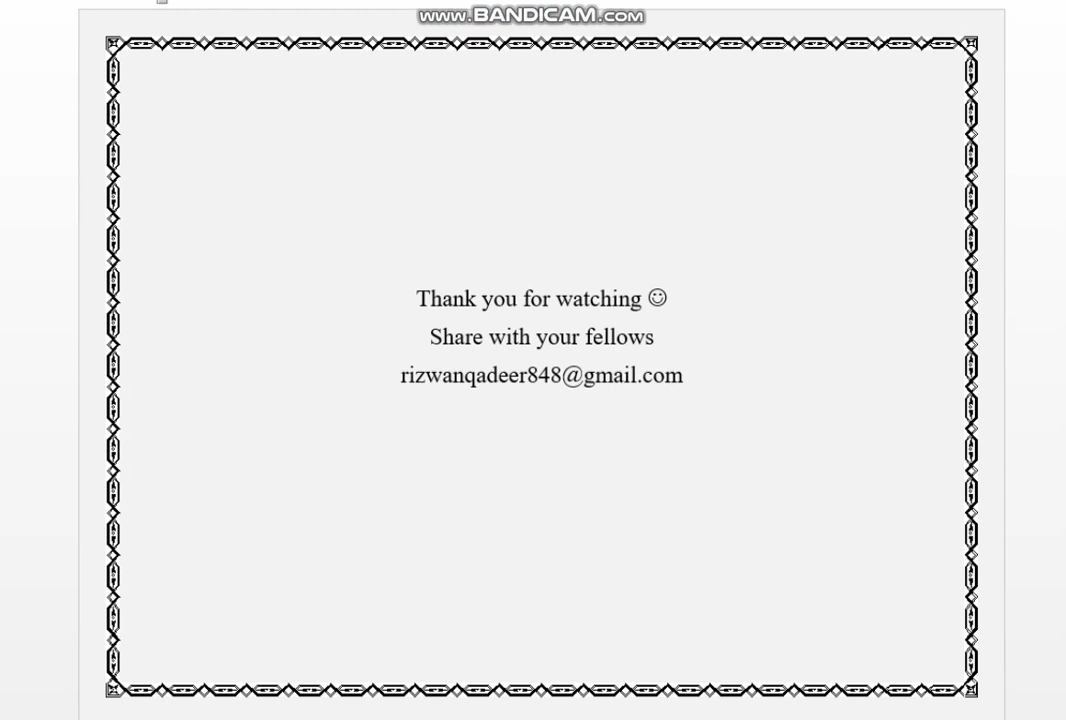 www.BANDICAM.com
Thank you for watching ☺
Share with your fellows
rizwanqadeer848@gmail.com